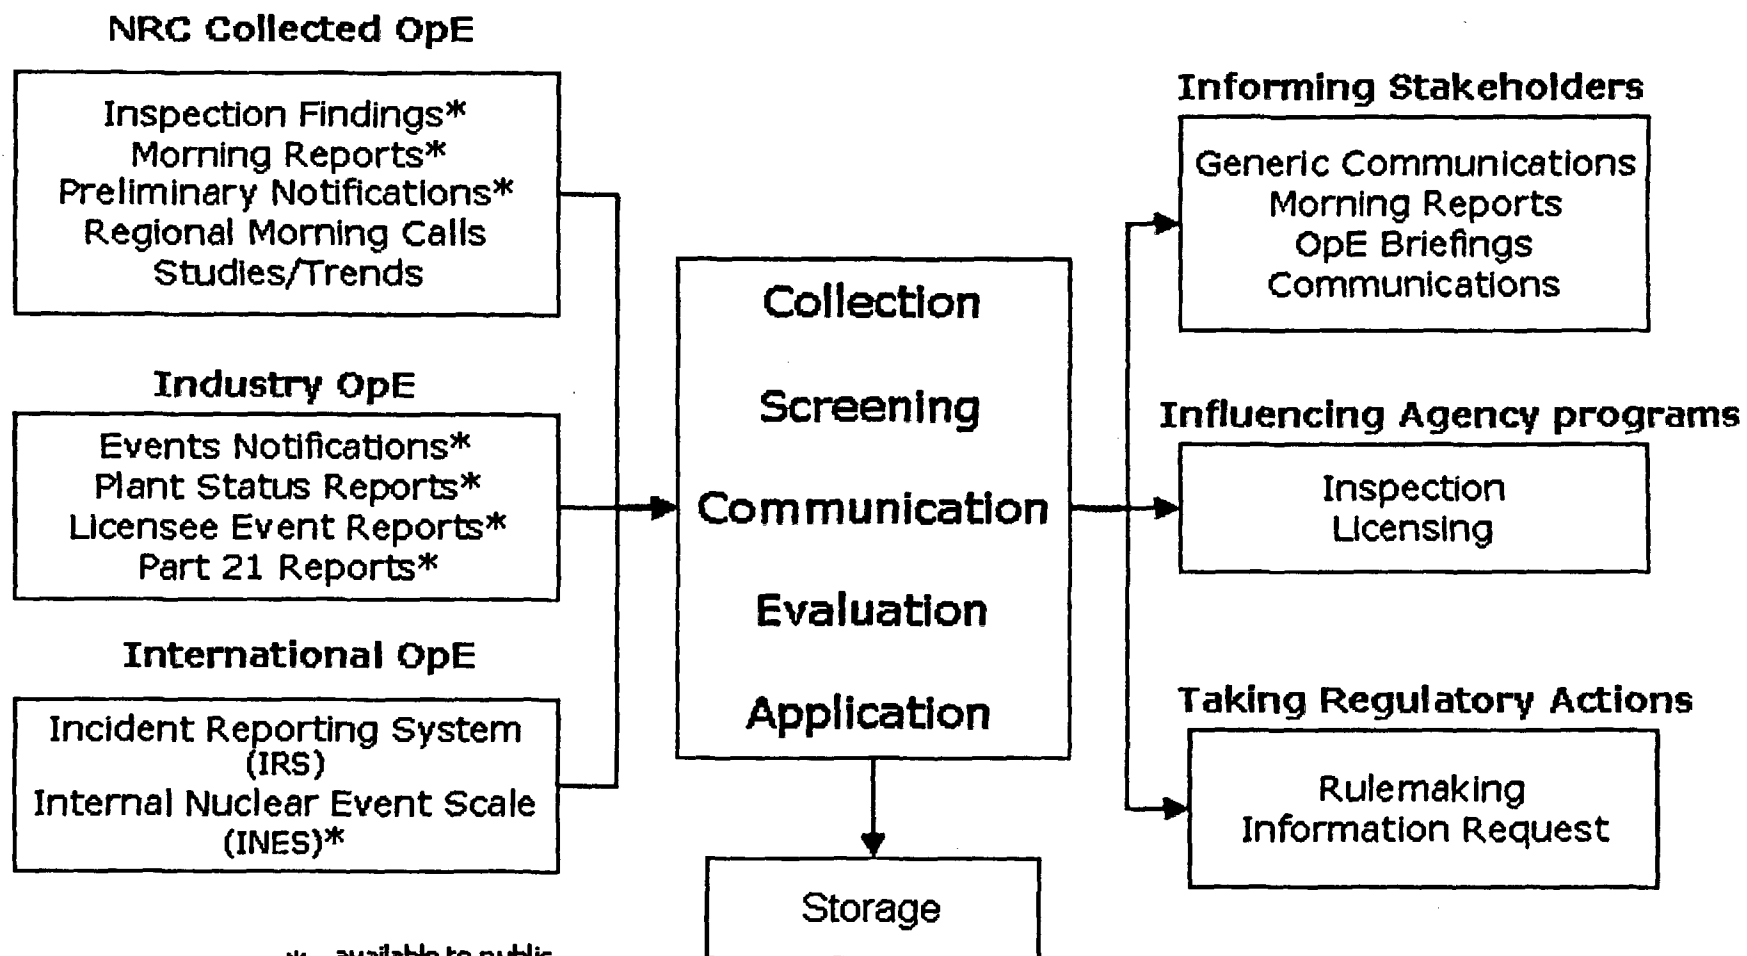 NRC Collected OpE
Inspection Findings*
Morning Reports*
Preliminary Notifications*
Regional Morning Calls
Studies/Trends
Industry OpE
Events Notifications*
Plant Status Reports*
Licensee Event Reports*
Part 21 Reports*
International OpE
Incident Reporting System
(IRS)
Internal Nuclear Event Scale
(INES)*
* available to public
Collection
Screening
Communication
Evaluation
Application
Storage
Informing Stakeholders
Generic Communications
Morning Reports
OpE Briefings
Communications
Influencing Agency programs
Inspection
Licensing
Taking Regulatory Actions
Rulemaking
Information Request